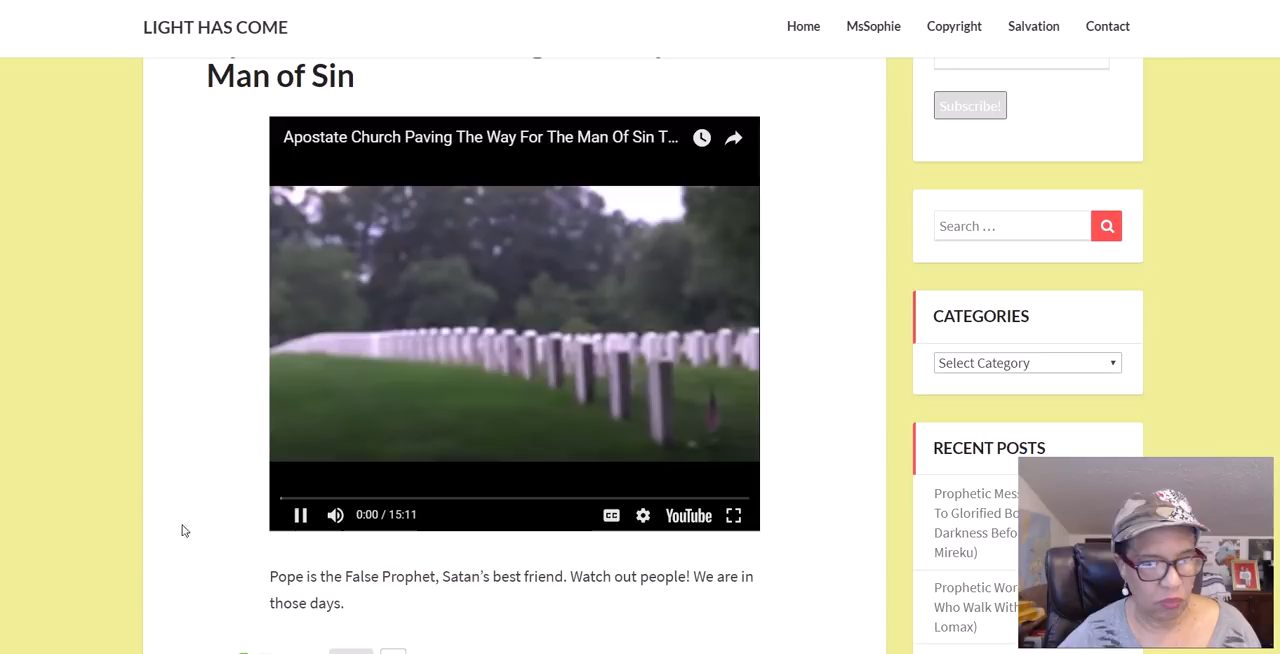 LIGHT HAS COME
Home MsSophie Copyright Salvation Contact
Man of Sin
Subscribe!
Apostate Church Paving The Way For The Man Of Sin T...
Search ...
CATEGORIES
Select Category
0:00 / 15:11
CC
YouTube
RECENT POSTS
Prophetic Mes
To Glorified Bo
Darkness Befo
Mireku)
Prophetic Wor
Who Walk With
Lomax)
Pope is the False Prophet, Satan's best friend. Watch out people! We are in
those days.